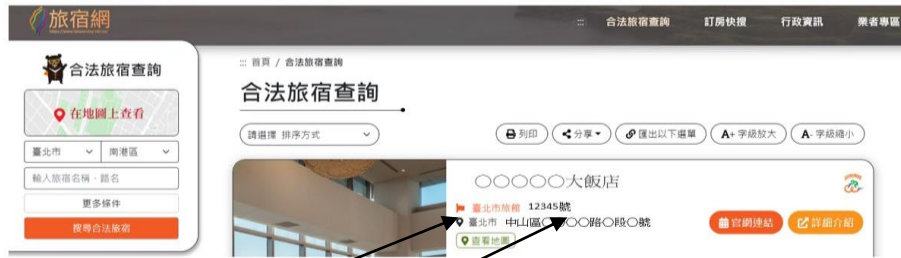 旅宿網
::: 合法旅宿查詢 訂房快搜 行政資訊 業者專區
合法旅宿查詢
在地圖上查看
臺北市 南港區
輸入旅宿名稱、路名
更多條件
搜尋合法旅宿
::: 首頁 / 合法旅宿查詢
合法旅宿查詢
請選擇 排序方式
列印 分享 匯出以下選單 A+ 字級放大 A- 字級縮小
○○○○○大飯店
臺北市旅館 12345號
臺北市 中山區○○○○路○段○號
查看地圖
官網連結 詳細介紹